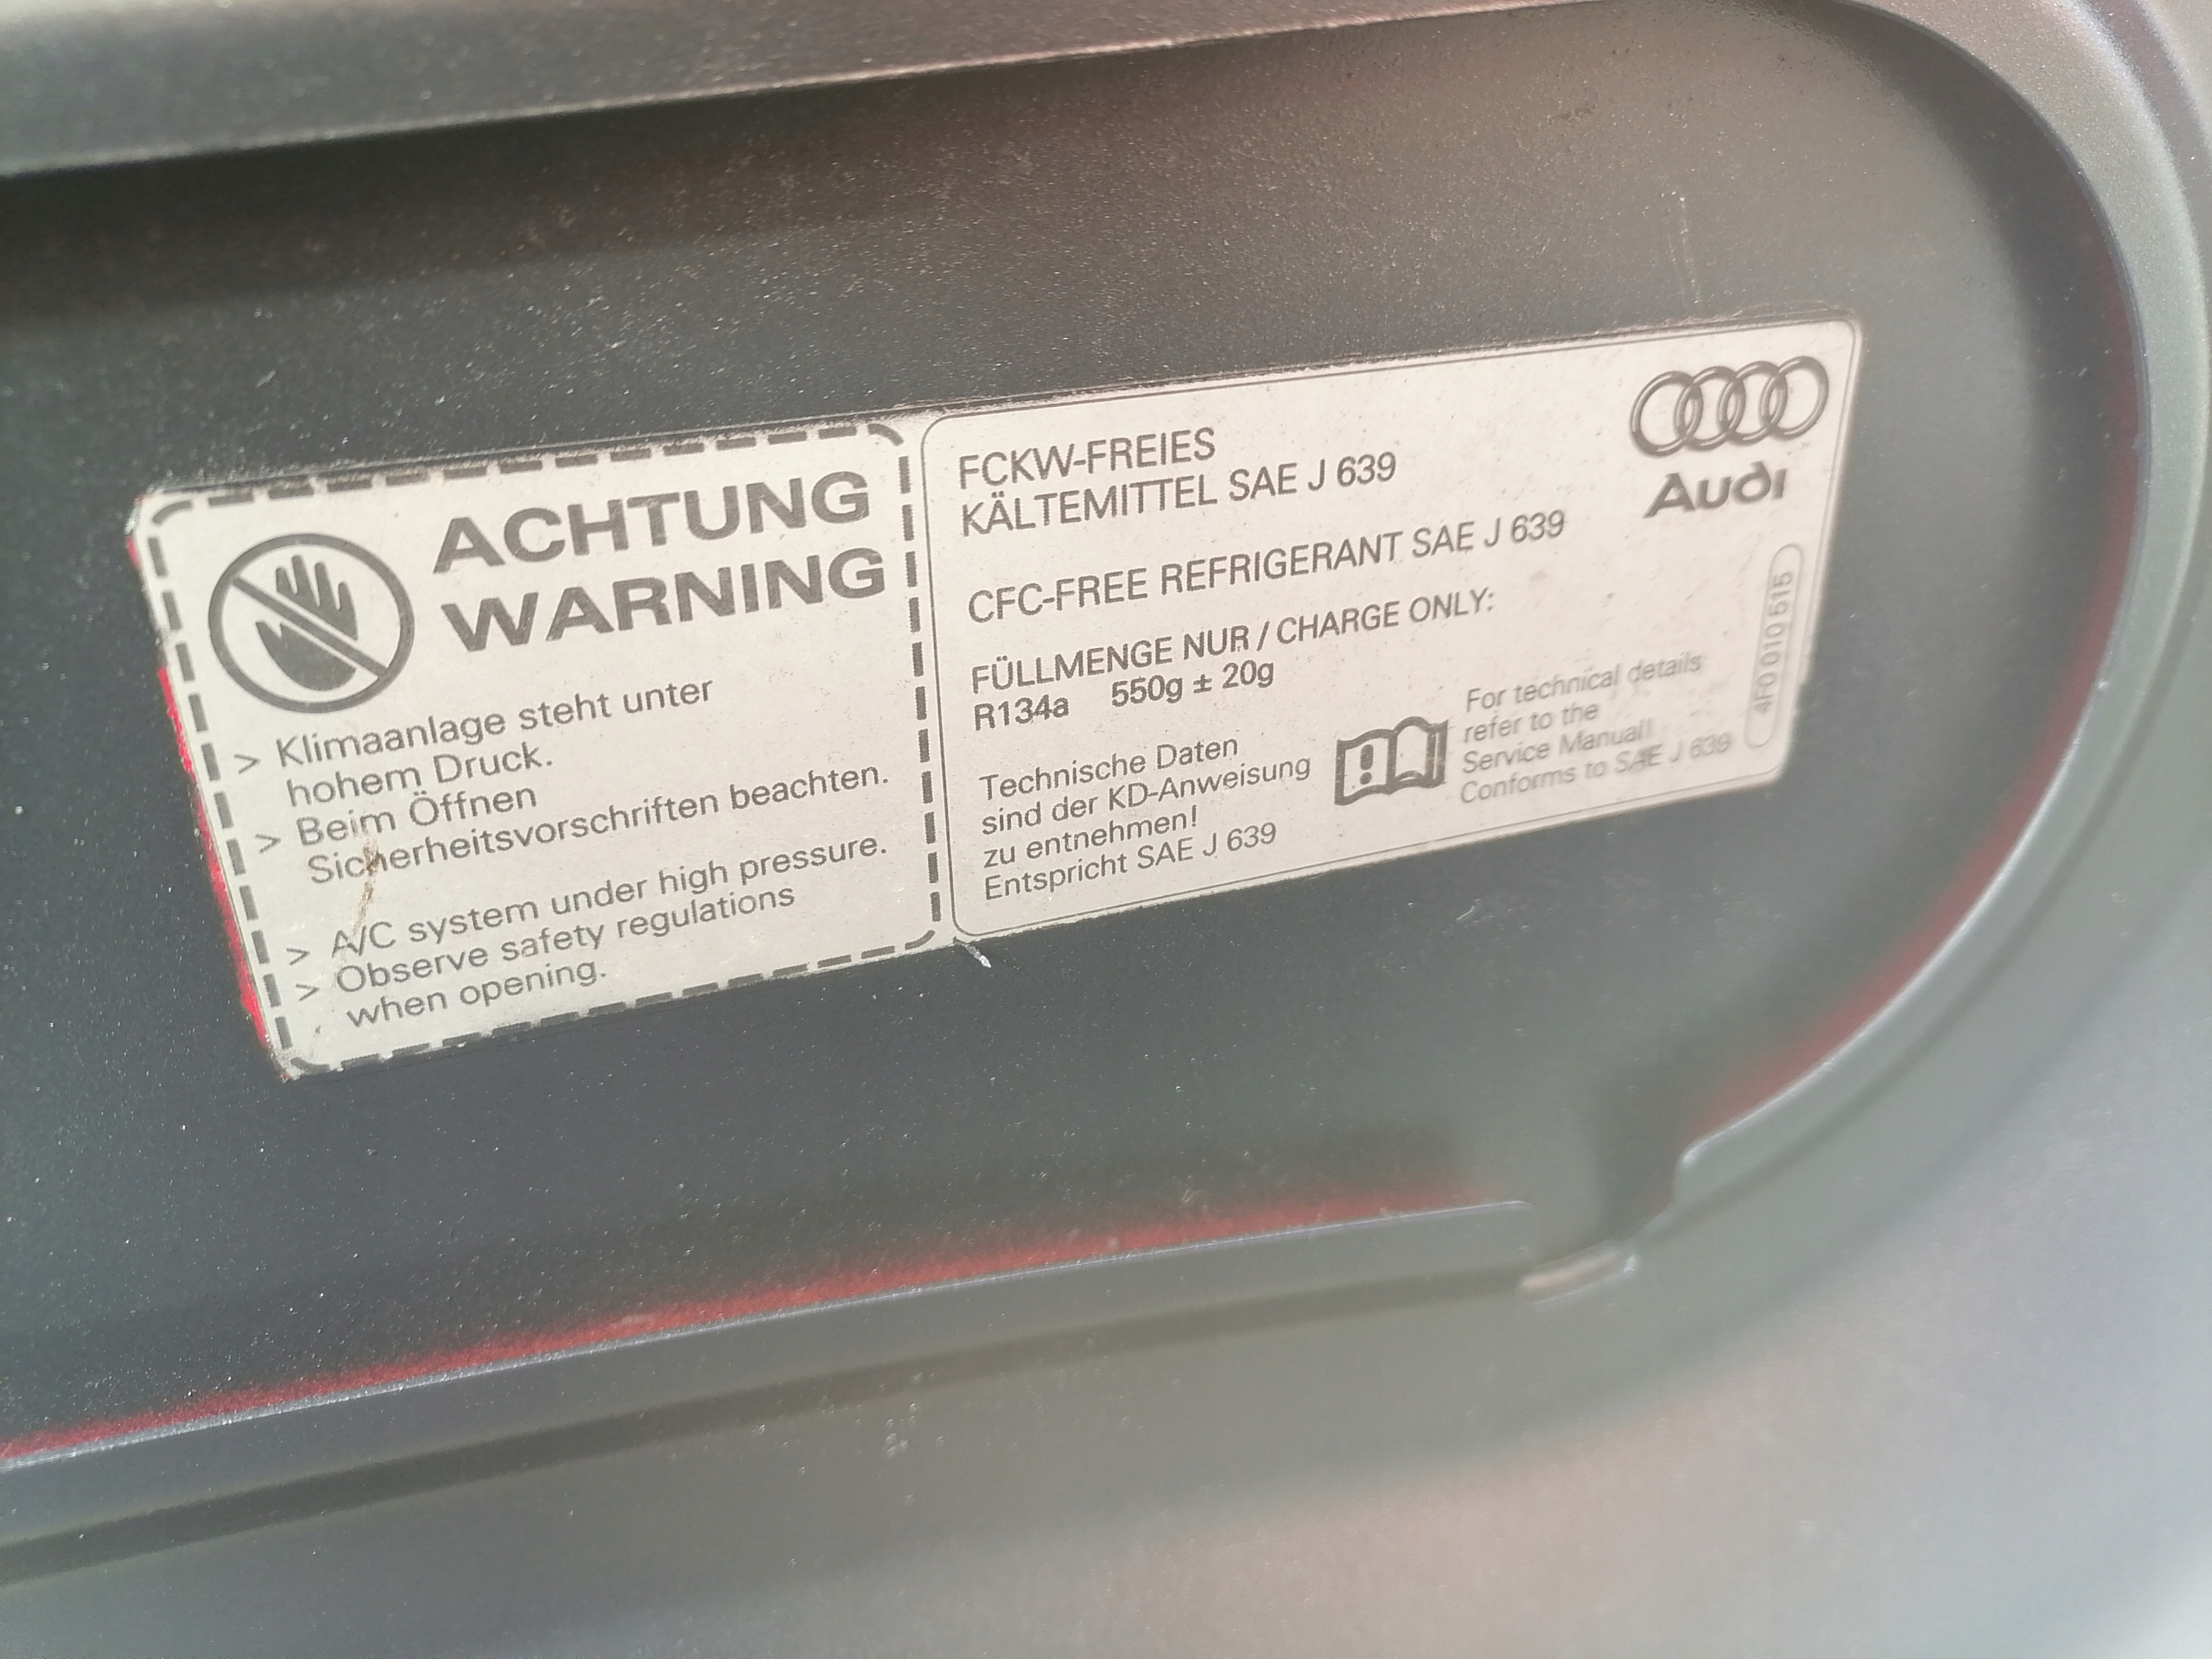 ACHTUNG
WARNING
> Klimaanlage steht unter
hohem Druck.
> Beim Öffnen
Sicherheitsvorschriften beachten.
> A/C system under high pressure.
> Observe safety regulations
when opening.
FCKW-FREIES
KÄLTEMITTEL SAE J 639
CFC-FREE REFRIGERANT SAE J 639
FÜLLMENGE NUR / CHARGE ONLY:
R134a 550g ± 20g
Technische Daten
sind der KD-Anweisung
zu entnehmen!
Entspricht SAE J 639
For technical details
refer to the
Service Manual!
Conforms to SAE J 639
Audi
4F0 010 515